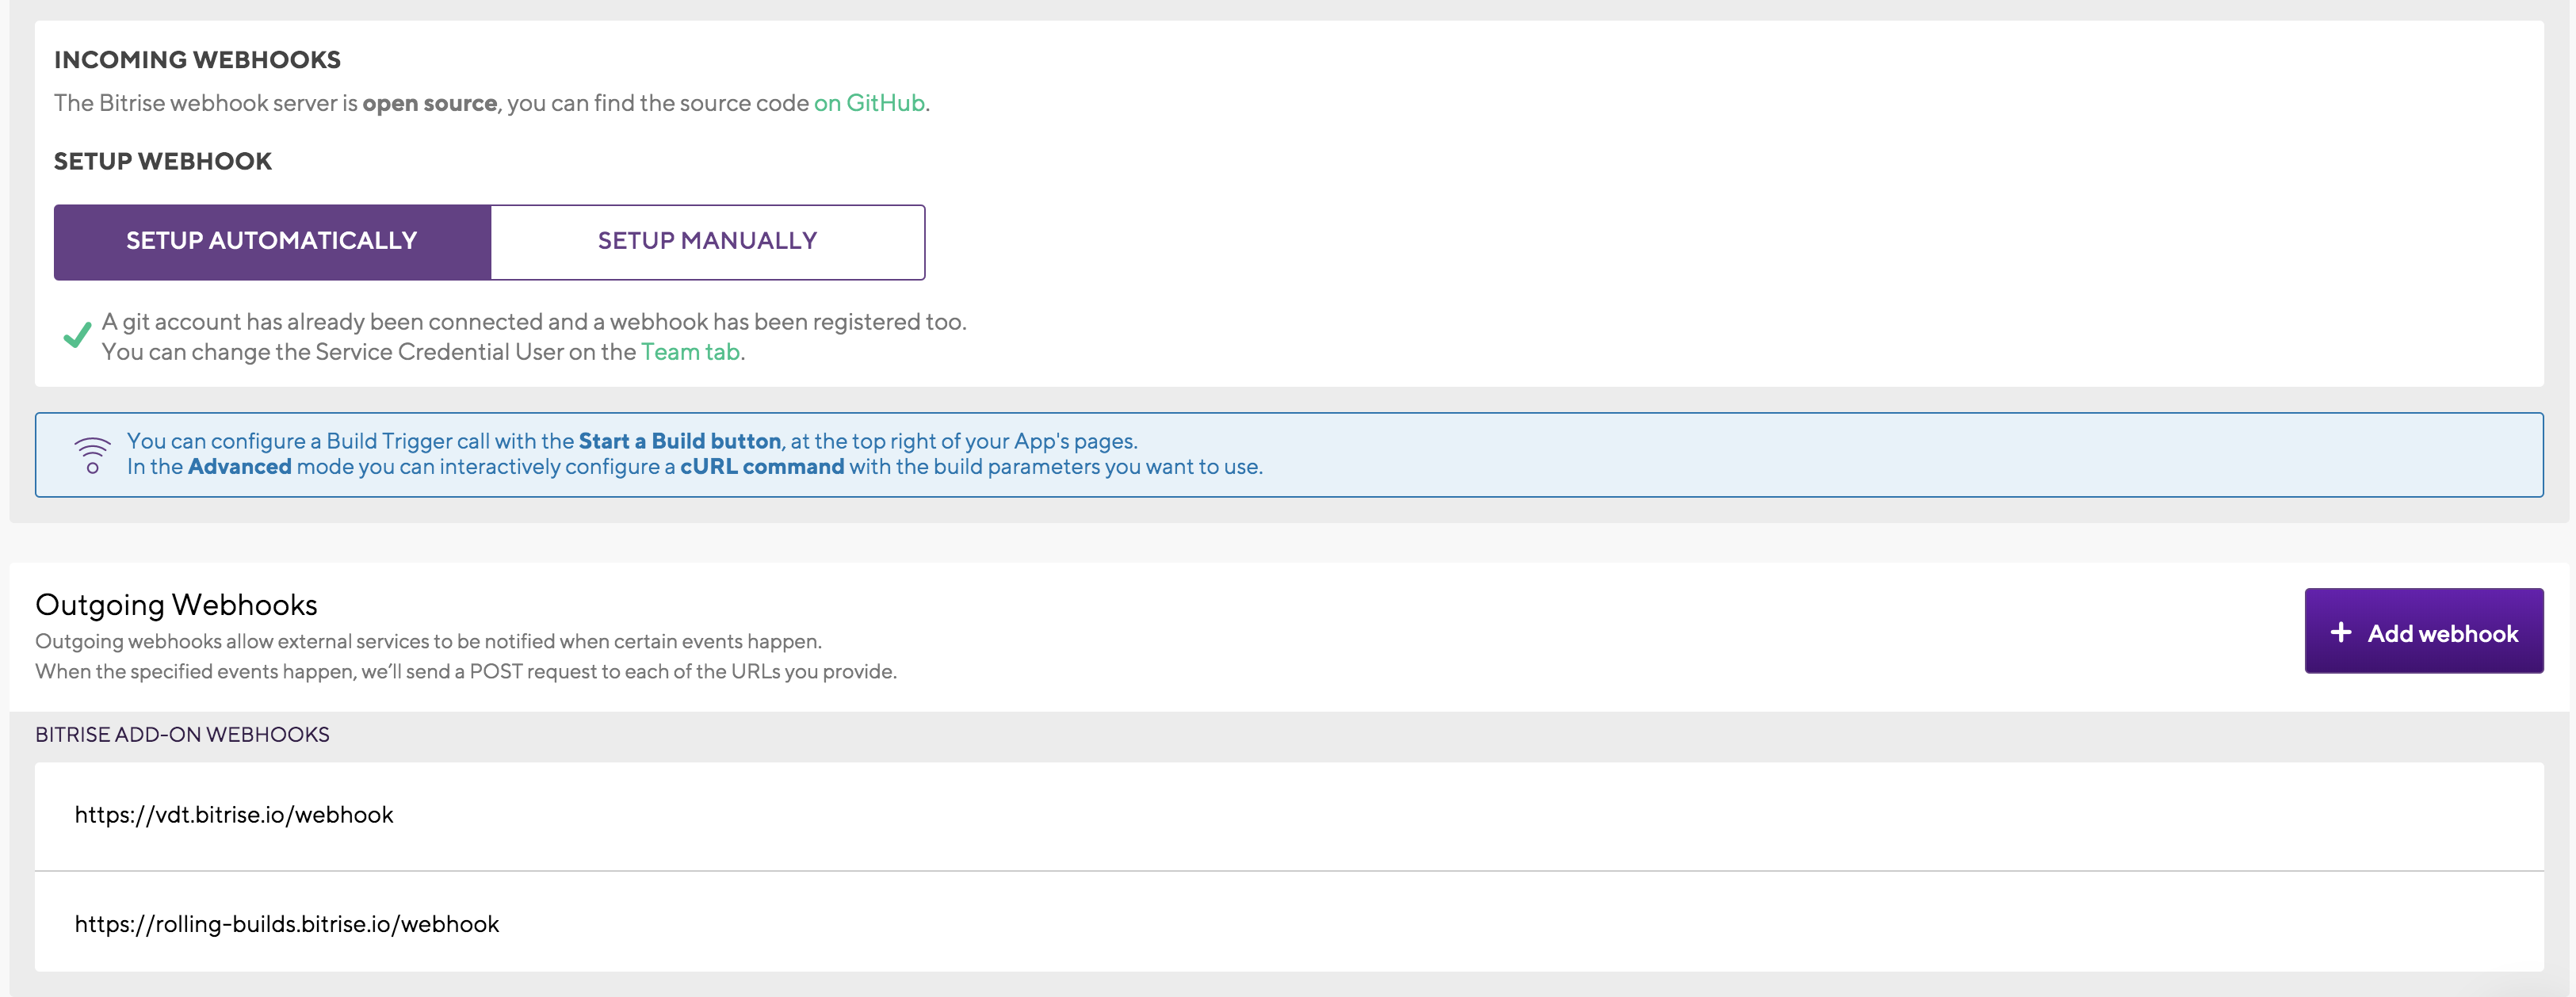 INCOMING WEBHOOKS
The Bitrise webhook server is open source, you can find the source code on GitHub.
SETUP WEBHOOK
SETUP AUTOMATICALLY
SETUP MANUALLY
A git account has already been connected and a webhook has been registered too.
You can change the Service Credential User on the Team tab.
You can configure a Build Trigger call with the Start a Build button, at the top right of your App's pages.
In the Advanced mode you can interactively configure a cURL command with the build parameters you want to use.
Outgoing Webhooks
Outgoing webhooks allow external services to be notified when certain events happen.
When the specified events happen, we’ll send a POST request to each of the URLs you provide.
+ Add webhook
BITRISE ADD-ON WEBHOOKS
https://vdt.bitrise.io/webhook
https://rolling-builds.bitrise.io/webhook